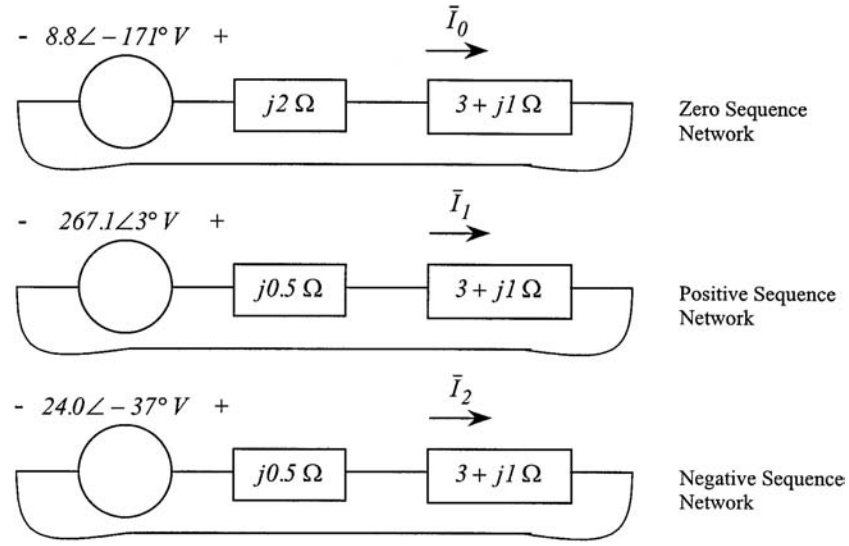 - 8.8∠−171° V +
Ī₀
j2 Ω
3 + j1 Ω
Zero Sequence
Network
- 267.1∠3° V +
Ī₁
j0.5 Ω
3 + j1 Ω
Positive Sequence
Network
- 24.0∠−37° V +
Ī₂
j0.5 Ω
3 + j1 Ω
Negative Sequence
Network